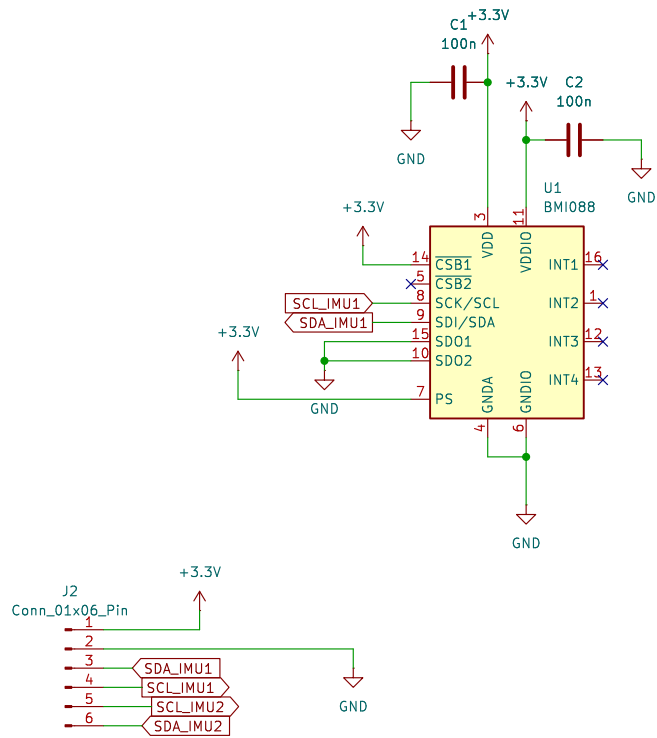 C1 +3.3V
100n
+3.3V C2
100n
GND
GND
U1
BMI088
+3.3V
3 11
VDD VDDIO
14 CSB1 INT1 16
5 CSB2
SCL_IMU1 8 SCK/SCL INT2 1
SDA_IMU1 9 SDI/SDA
+3.3V
15 SDO1 INT3 12
10 SDO2
GND
INT4 13
7 PS
GNDA GNDIO
4 6
GND
+3.3V
J2
Conn_01x06_Pin
1
2
3 SDA_IMU1
4 SCL_IMU1
5 SCL_IMU2
6 SDA_IMU2
GND